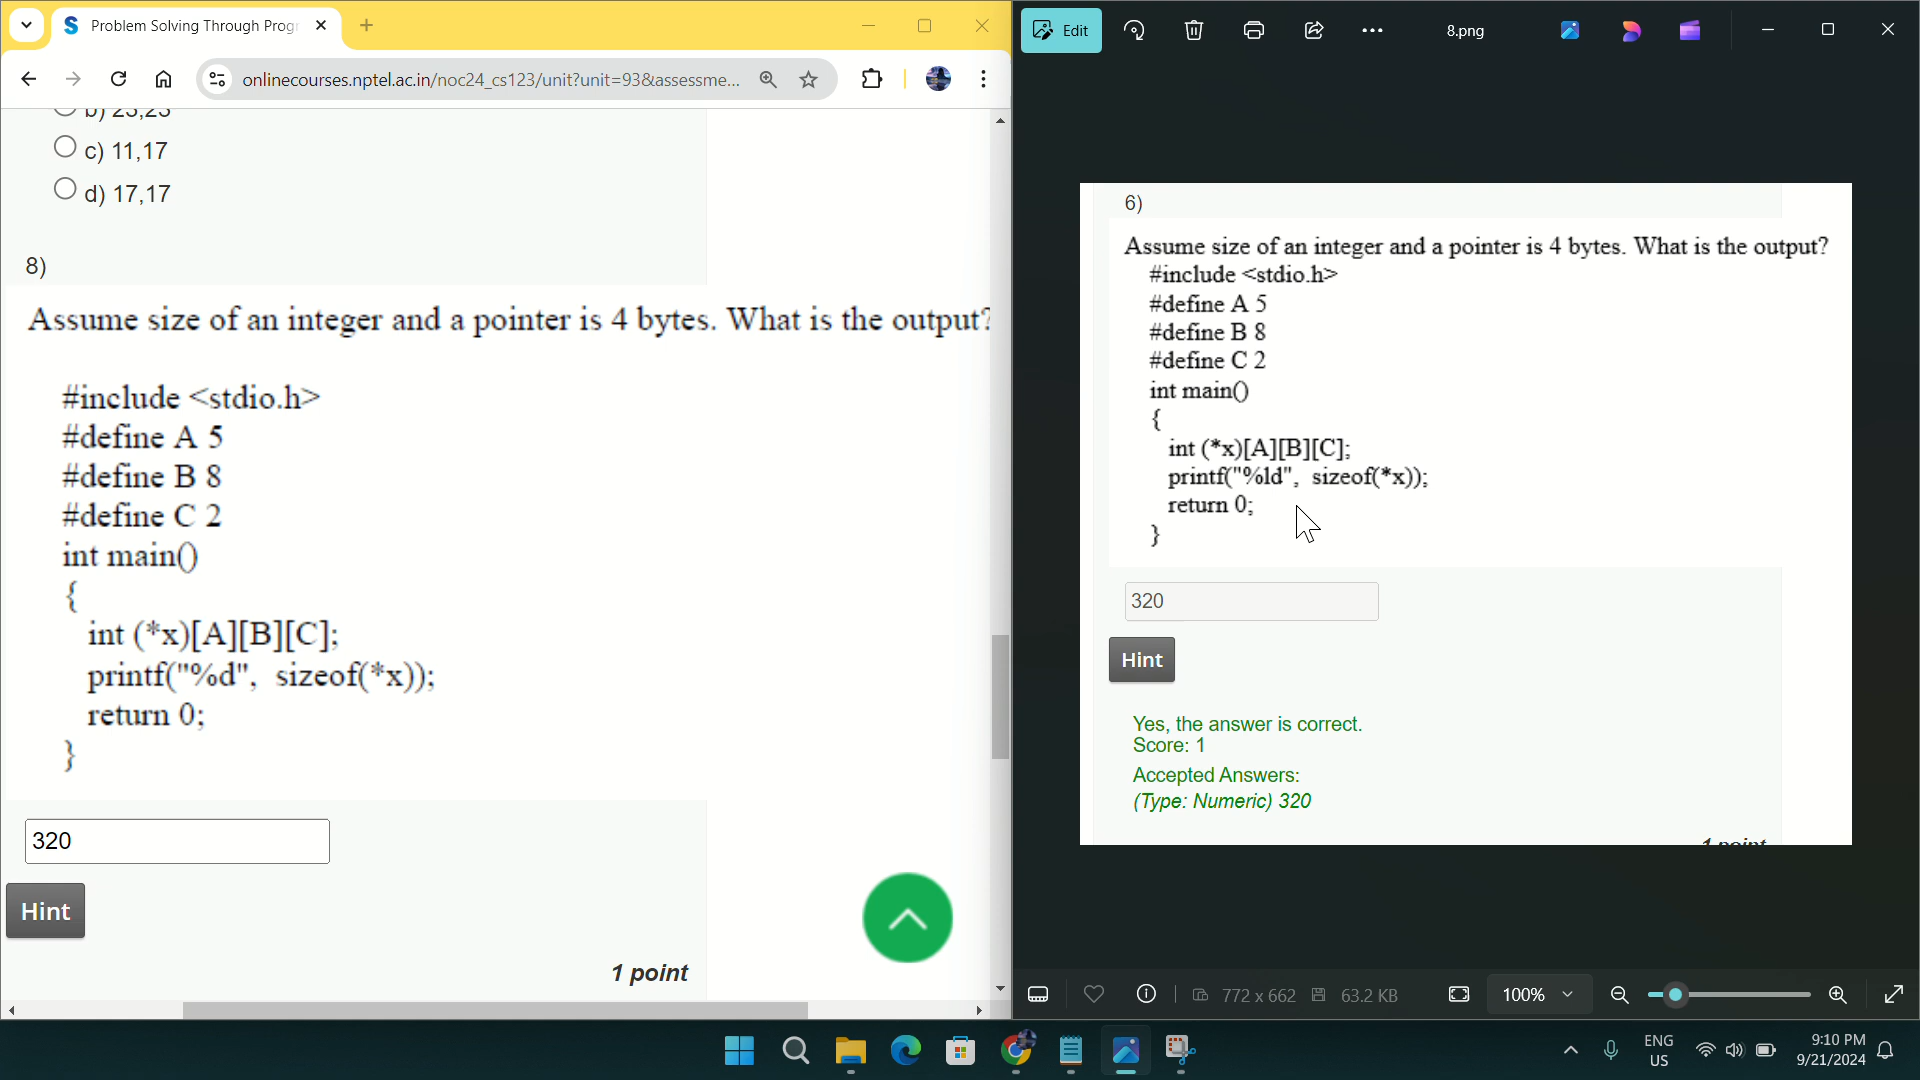 Problem Solving Through Progr
onlinecourses.nptel.ac.in/noc24_cs123/unit?unit=93&assessme...
b) 23,23
c) 11,17
d) 17,17
8)
Assume size of an integer and a pointer is 4 bytes. What is the output?
#include <stdio.h>
#define A 5
#define B 8
#define C 2
int main()
{
int (*x)[A][B][C];
printf("%d", sizeof(*x));
return 0;
}
320
Hint
1 point
Edit
8.png
6)
Assume size of an integer and a pointer is 4 bytes. What is the output?
#include <stdio.h>
#define A 5
#define B 8
#define C 2
int main()
{
int (*x)[A][B][C];
printf("%ld", sizeof(*x));
return 0;
}
320
Hint
Yes, the answer is correct.
Score: 1
Accepted Answers:
(Type: Numeric) 320
1 point
772 x 662
63.2 KB
100%
ENG
US
9:10 PM
9/21/2024